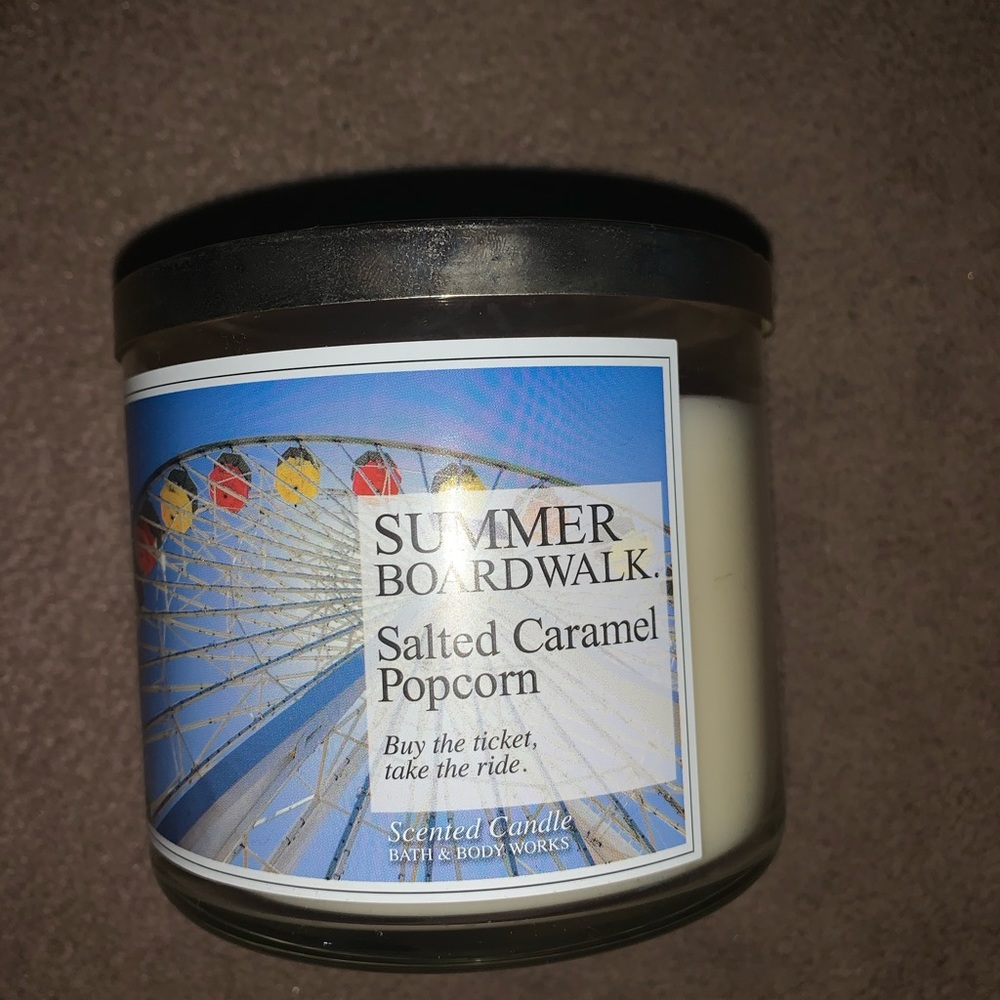 SUMMER
BOARDWALK.
Salted Caramel
Popcorn
Buy the ticket,
take the ride.
Scented Candle
BATH & BODY WORKS